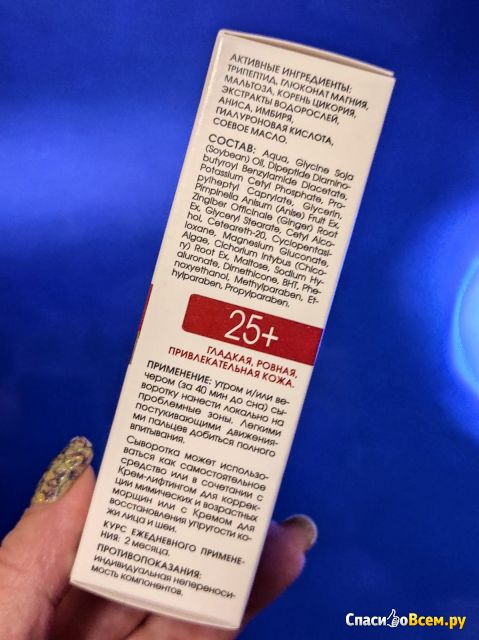 АКТИВНЫЕ ИНГРЕДИЕНТЫ:
ТРИПЕПТИД, ГЛЮКОНАТ МАГНИЯ,
МАЛЬТОЗА, КОРЕНЬ ЦИКОРИЯ,
ЭКСТРАКТЫ ВОДОРОСЛЕЙ,
АНИСА, ИМБИРЯ,
ГИАЛУРОНОВАЯ КИСЛОТА,
СОЕВОЕ МАСЛО.
СОСТАВ: Aqua, Glycine Soja
(Soybean) Oil, Dipeptide Diamino-
butyroyl Benzylamide Diacetate,
Potassium Cetyl Phosphate, Pro-
pylheptyl Caprylate, Glycerin,
Pimpinella Anisum (Anise) Fruit Ex,
Zingiber Officinale (Ginger) Root
Ex, Glyceryl Stearate, Cetyl Alco-
hol, Ceteareth-20, Cyclopentasi-
loxane, Magnesium Gluconate,
Algae, Cichorium Intybus (Chico-
ry) Root Ex, Maltose, Sodium Hy-
aluronate, Dimethicone, BHT, Phe-
noxyethanol, Methylparaben, Et-
hylparaben, Propylparaben.
25+
ГЛАДКАЯ, РОВНАЯ,
ПРИВЛЕКАТЕЛЬНАЯ КОЖА.
ПРИМЕНЕНИЕ: утром и/или ве-
чером (за 40 мин до сна) сы-
воротку нанести локально на
проблемные зоны. Легкими
постукивающими движения-
ми пальцев добиться полного
впитывания.
Сыворотка может использо-
ваться как самостоятельное
средство или в сочетании с
Крем-лифтингом для коррек-
ции мимических и возрастных
морщин или с Кремом для
восстановления упругости ко-
жи лица и шеи.
КУРС ЕЖЕДНЕВНОГО ПРИМЕНЕ-
НИЯ: 2 месяца.
ПРОТИВОПОКАЗАНИЯ:
индивидуальная непереноси-
мость компонентов.
СпасибоВсем.ру